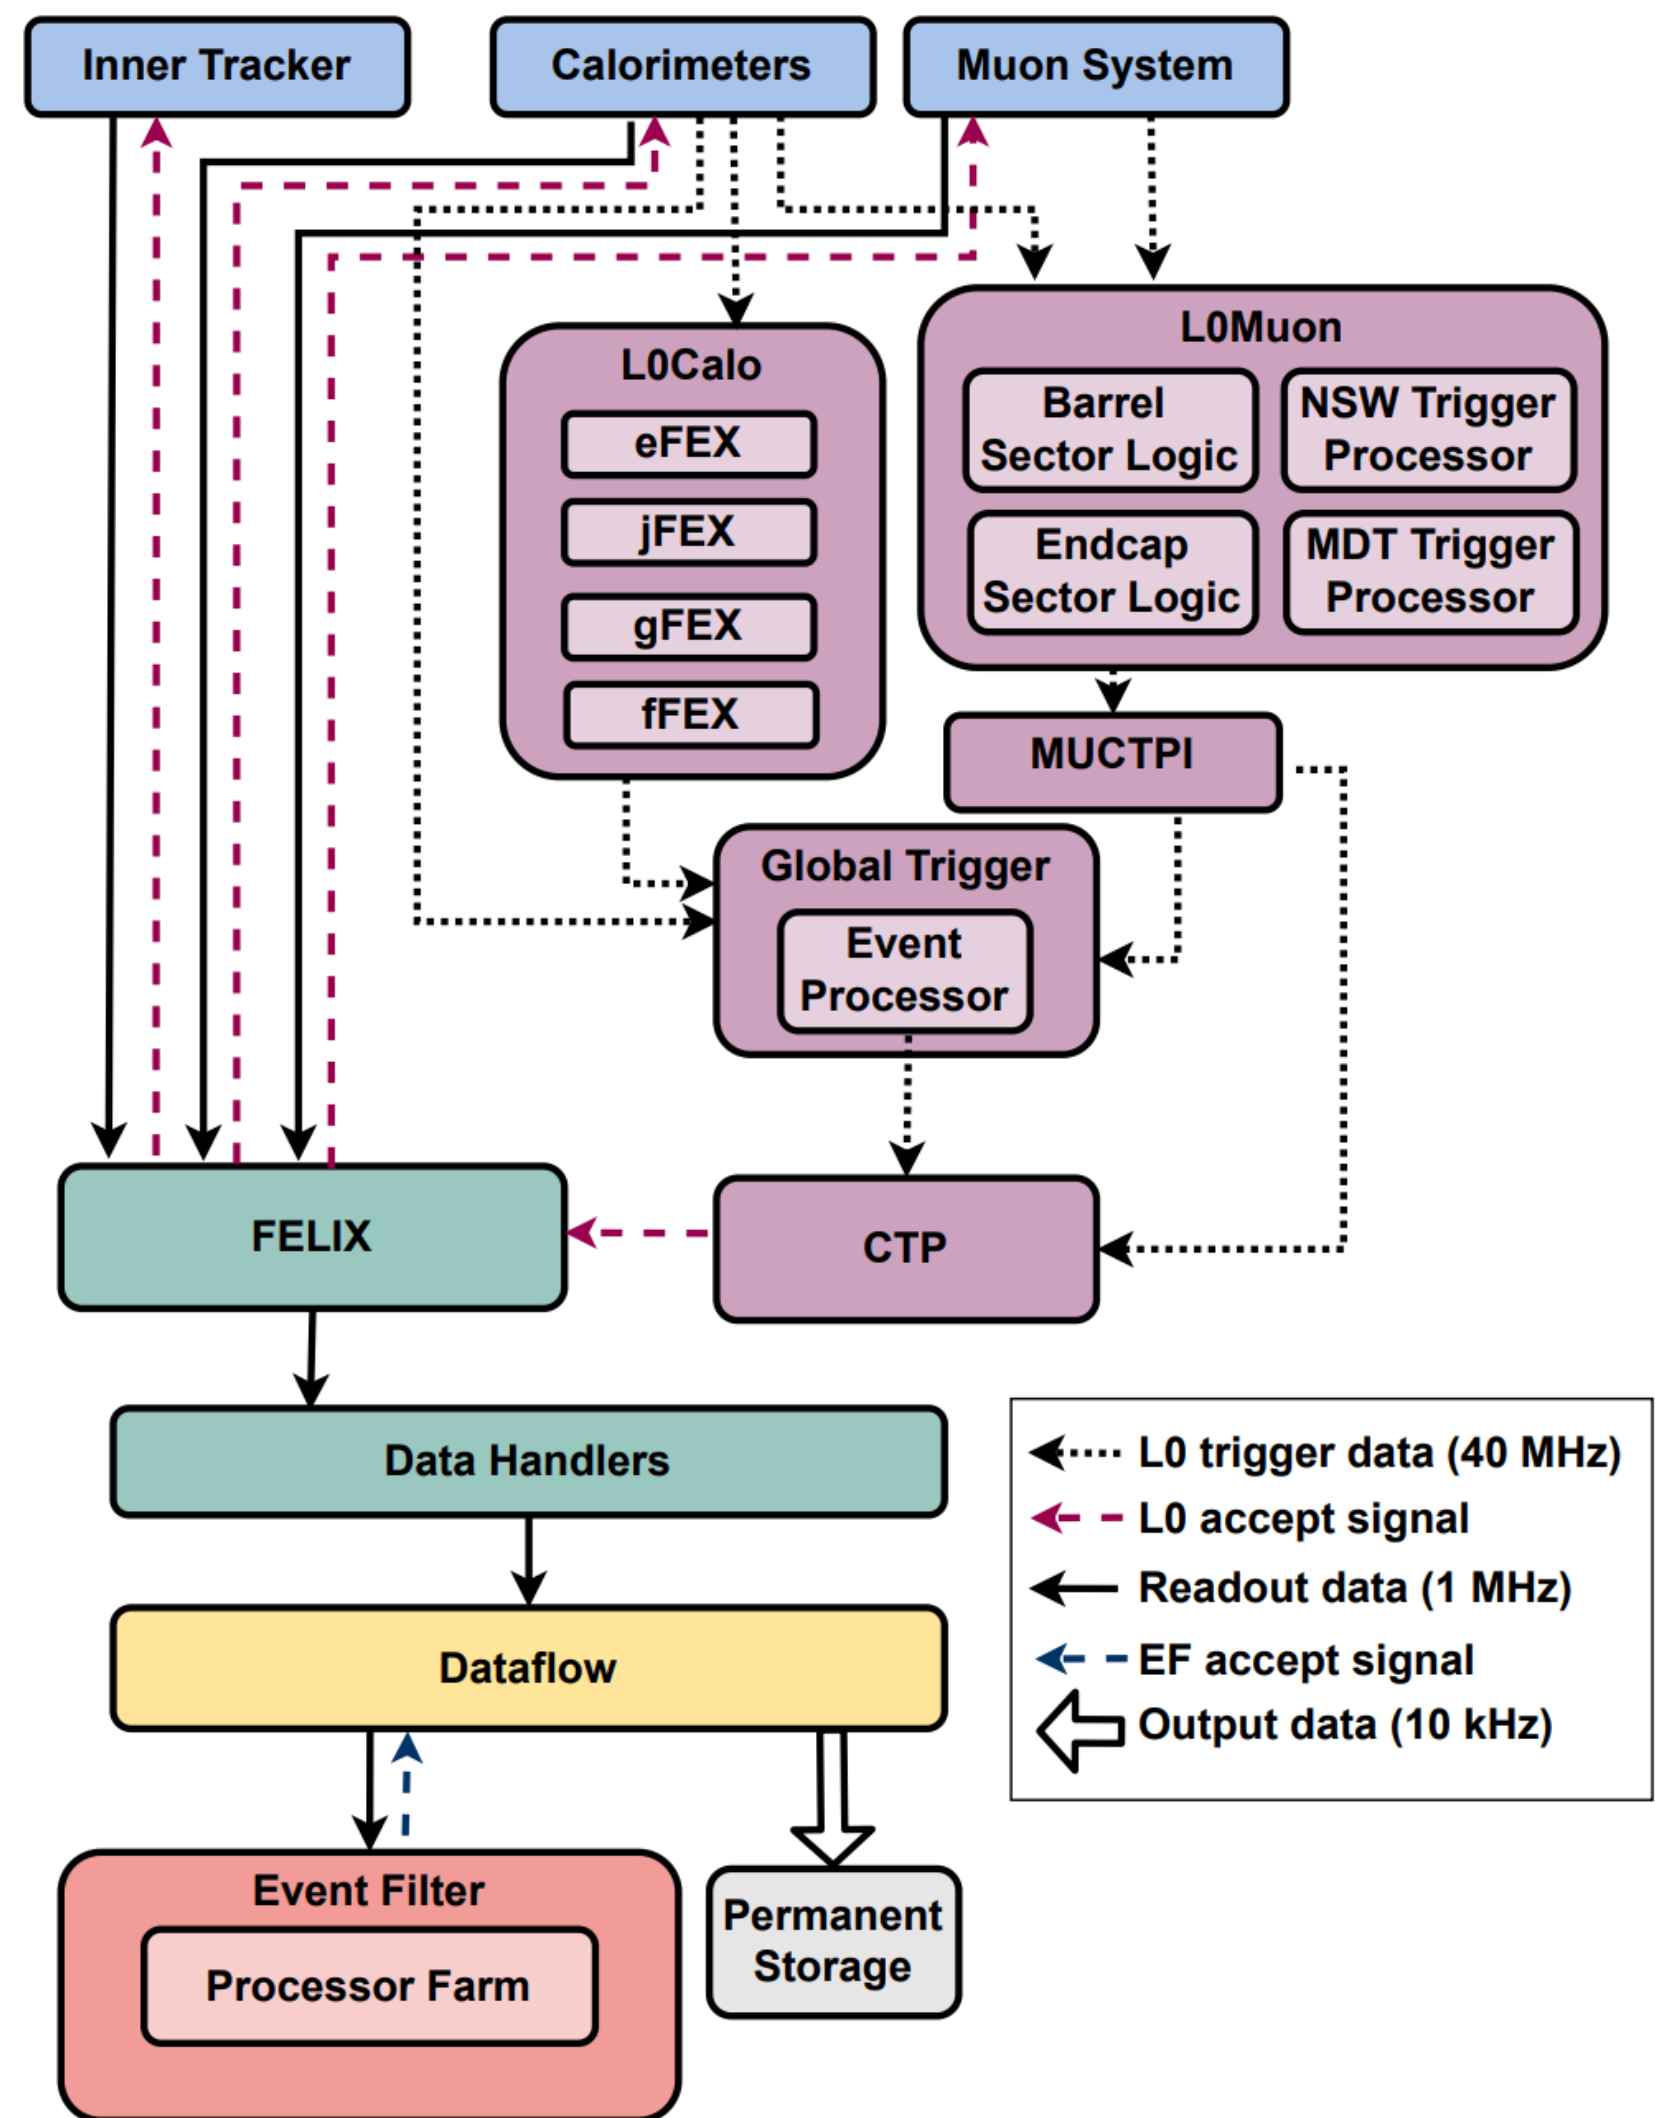 Inner Tracker
Calorimeters
Muon System
L0Calo
eFEX
jFEX
gFEX
fFEX
L0Muon
Barrel
Sector Logic
NSW Trigger
Processor
Endcap
Sector Logic
MDT Trigger
Processor
MUCTPI
Global Trigger
Event
Processor
FELIX
CTP
Data Handlers
Dataflow
Event Filter
Processor Farm
Permanent
Storage
L0 trigger data (40 MHz)
L0 accept signal
Readout data (1 MHz)
EF accept signal
Output data (10 kHz)